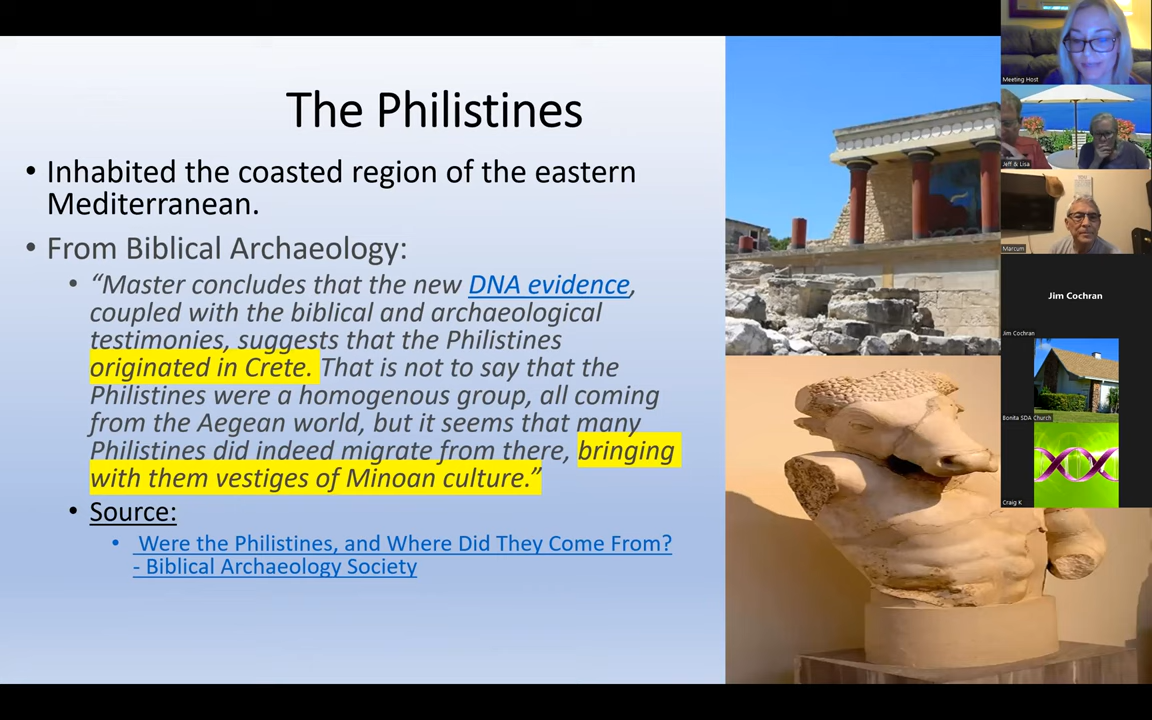 The Philistines
• Inhabited the coasted region of the eastern
Mediterranean.
• From Biblical Archaeology:
• “Master concludes that the new DNA evidence,
coupled with the biblical and archaeological
testimonies, suggests that the Philistines
originated in Crete. That is not to say that the
Philistines were a homogenous group, all coming
from the Aegean world, but it seems that many
Philistines did indeed migrate from there, bringing
with them vestiges of Minoan culture.”
• Source:
• Were the Philistines, and Where Did They Come From?
- Biblical Archaeology Society
Meeting Host
Jeff & Lisa
Marcum
Jim Cochran
Jim Cochran
Bonita SDA Church
Craig K